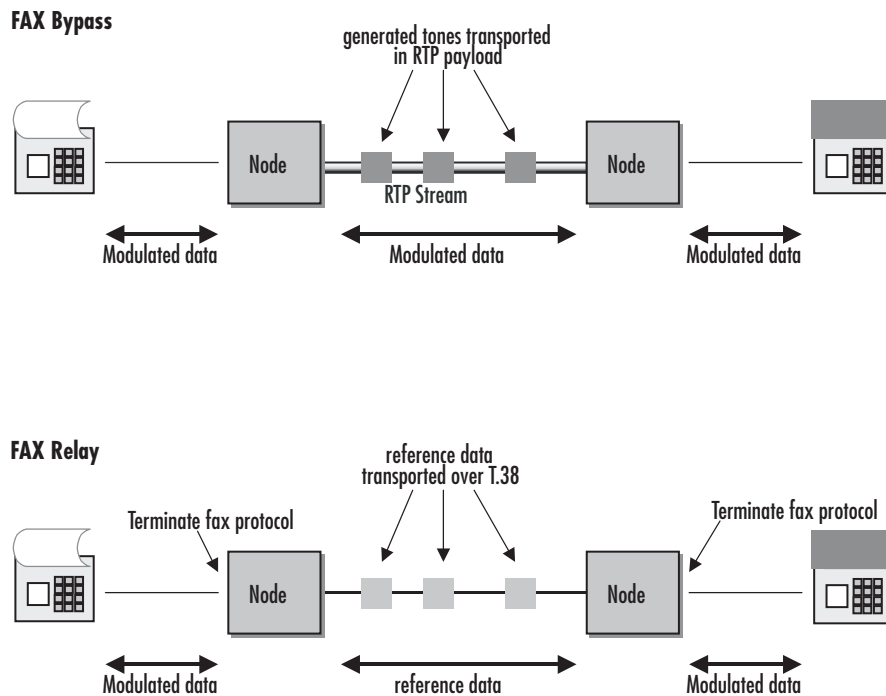 FAX Bypass
generated tones transported
in RTP payload
Node
Node
RTP Stream
Modulated data
Modulated data
Modulated data
FAX Relay
reference data
transported over T.38
Terminate fax protocol
Terminate fax protocol
Node
Node
Modulated data
reference data
Modulated data